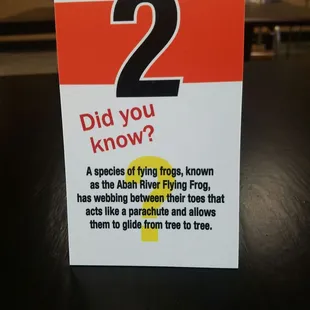 2
Did you
know?
A species of fying frogs, known
as the Abah River Flying Frog,
has webbing between their toes that
acts like a parachute and allows
them to glide from tree to tree.
?